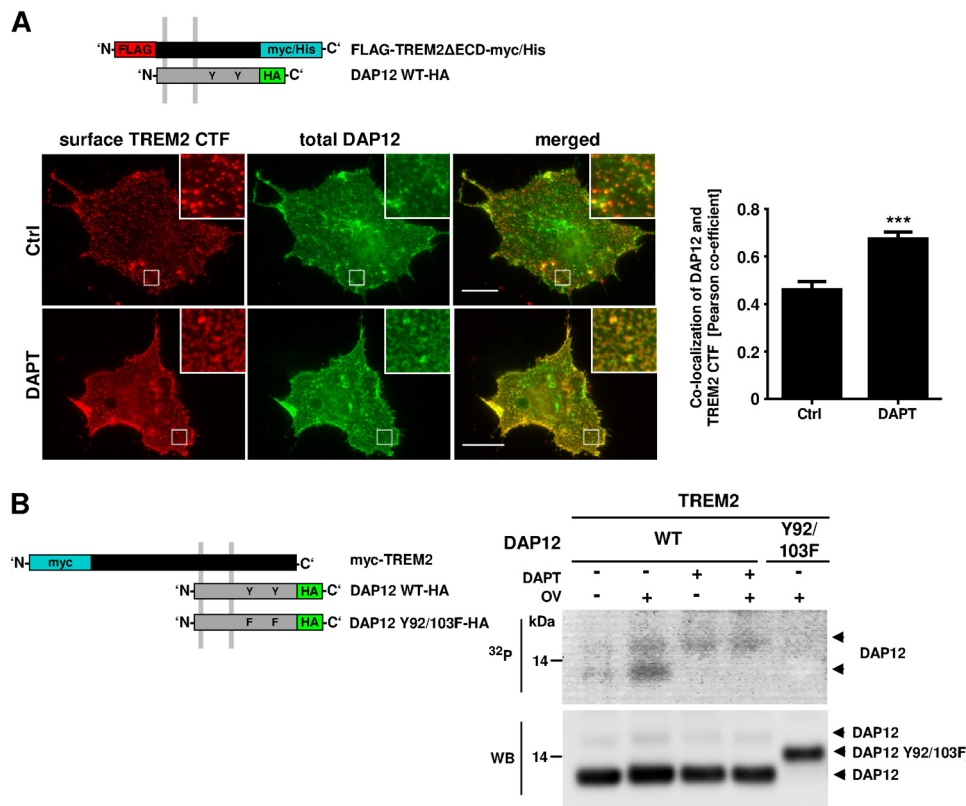 A
‘N- FLAG myc/His -C‘ FLAG-TREM2ΔECD-myc/His
‘N- Y Y HA -C‘ DAP12 WT-HA
surface TREM2 CTF total DAP12 merged
Ctrl
DAPT
Co-localization of DAP12 and
TREM2 CTF [Pearson co-efficient]
0.8
0.6
0.4
0.2
0
***
Ctrl DAPT
B
‘N- myc -C‘ myc-TREM2
‘N- Y Y HA -C‘ DAP12 WT-HA
‘N- F F HA -C‘ DAP12 Y92/103F-HA
TREM2
DAP12 WT Y92/
103F
DAPT - - + + -
OV - + - + +
kDa
32P
14
DAP12
WB
14
DAP12
DAP12 Y92/103F
DAP12